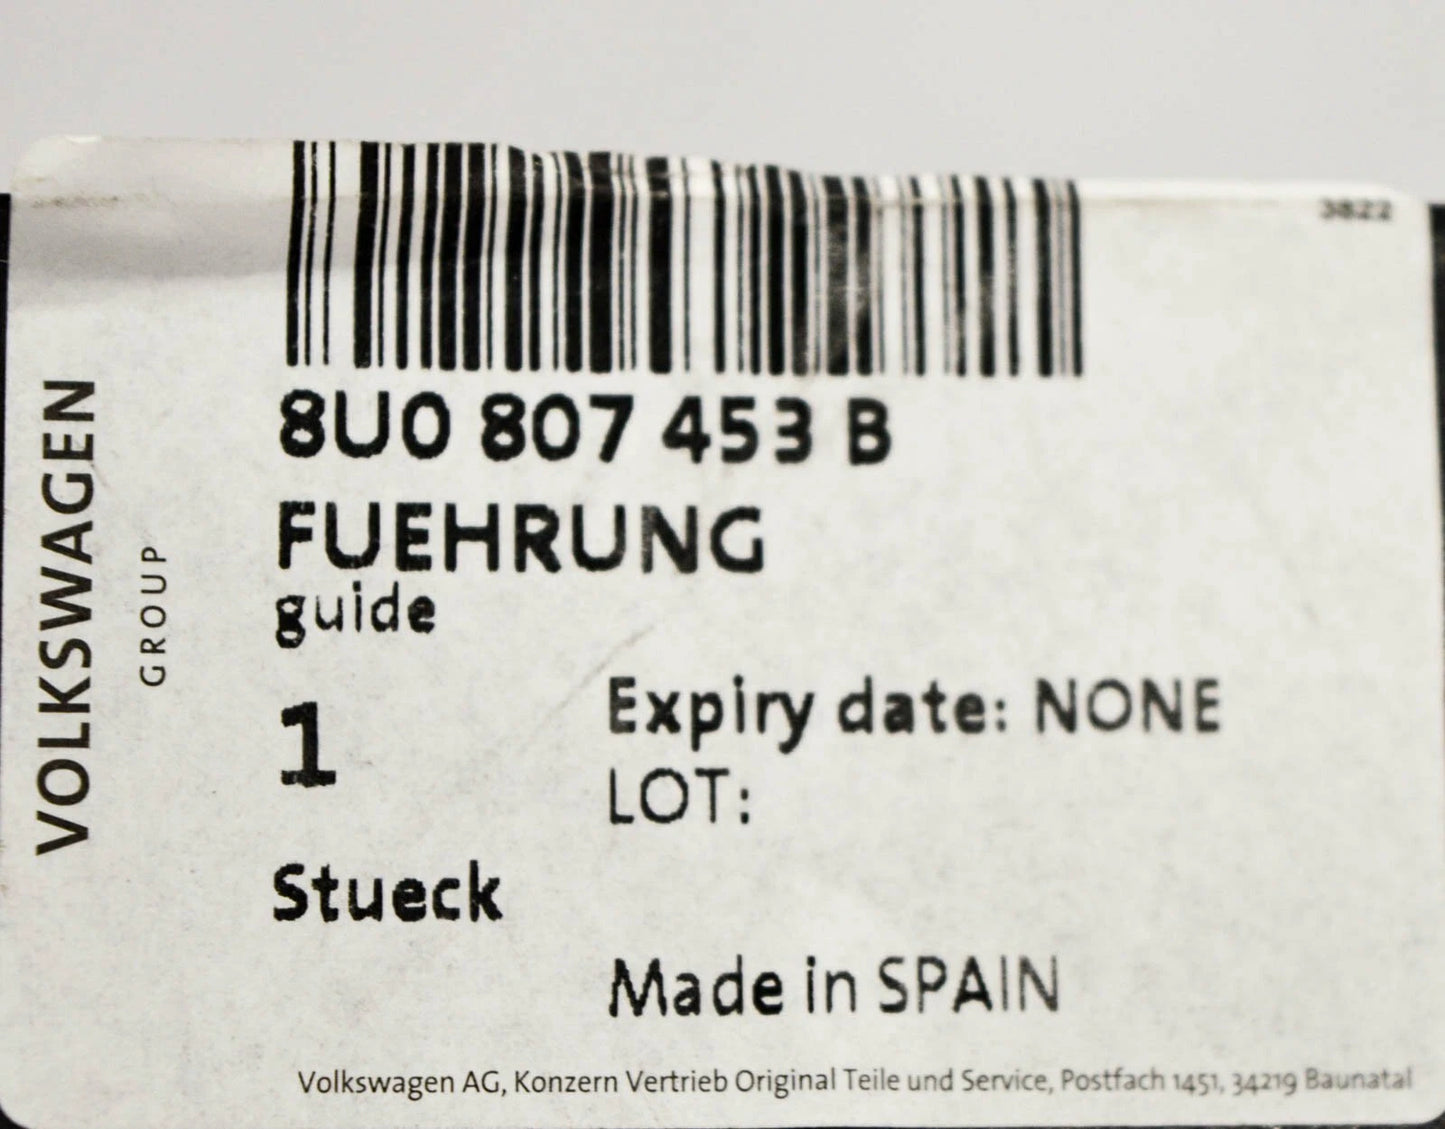 3822
8U0 807 453 B
FUEHRUNG
guide
1
Expiry date: NONE
LOT:
Stueck
Made in SPAIN
Volkswagen AG, Konzern Vertrieb Original Teile und Service, Postfach 1451, 34219 Baunatal
VOLKSWAGEN
GROUP